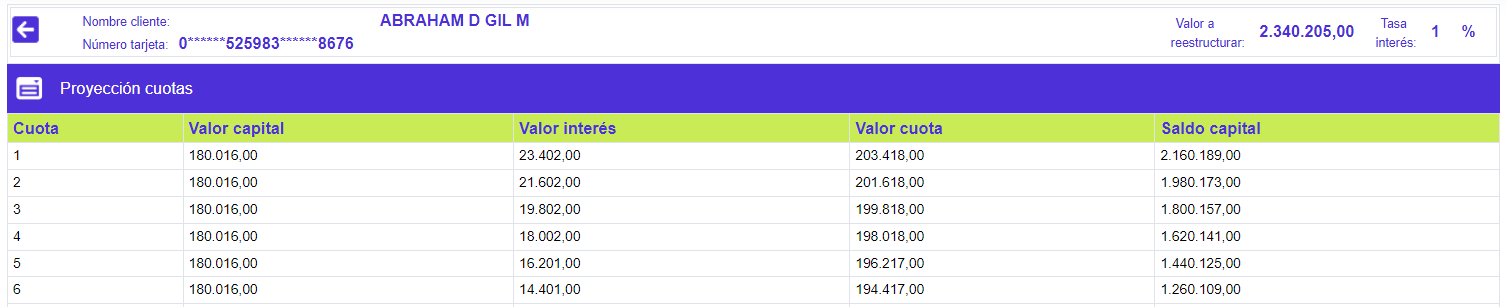 Nombre cliente: ABRAHAM D GIL M
Número tarjeta: 0******525983******8676
Valor a reestructurar: 2.340.205,00 Tasa interés: 1 %
Proyección cuotas
Cuota Valor capital Valor interés Valor cuota Saldo capital
1 180.016,00 23.402,00 203.418,00 2.160.189,00
2 180.016,00 21.602,00 201.618,00 1.980.173,00
3 180.016,00 19.802,00 199.818,00 1.800.157,00
4 180.016,00 18.002,00 198.018,00 1.620.141,00
5 180.016,00 16.201,00 196.217,00 1.440.125,00
6 180.016,00 14.401,00 194.417,00 1.260.109,00